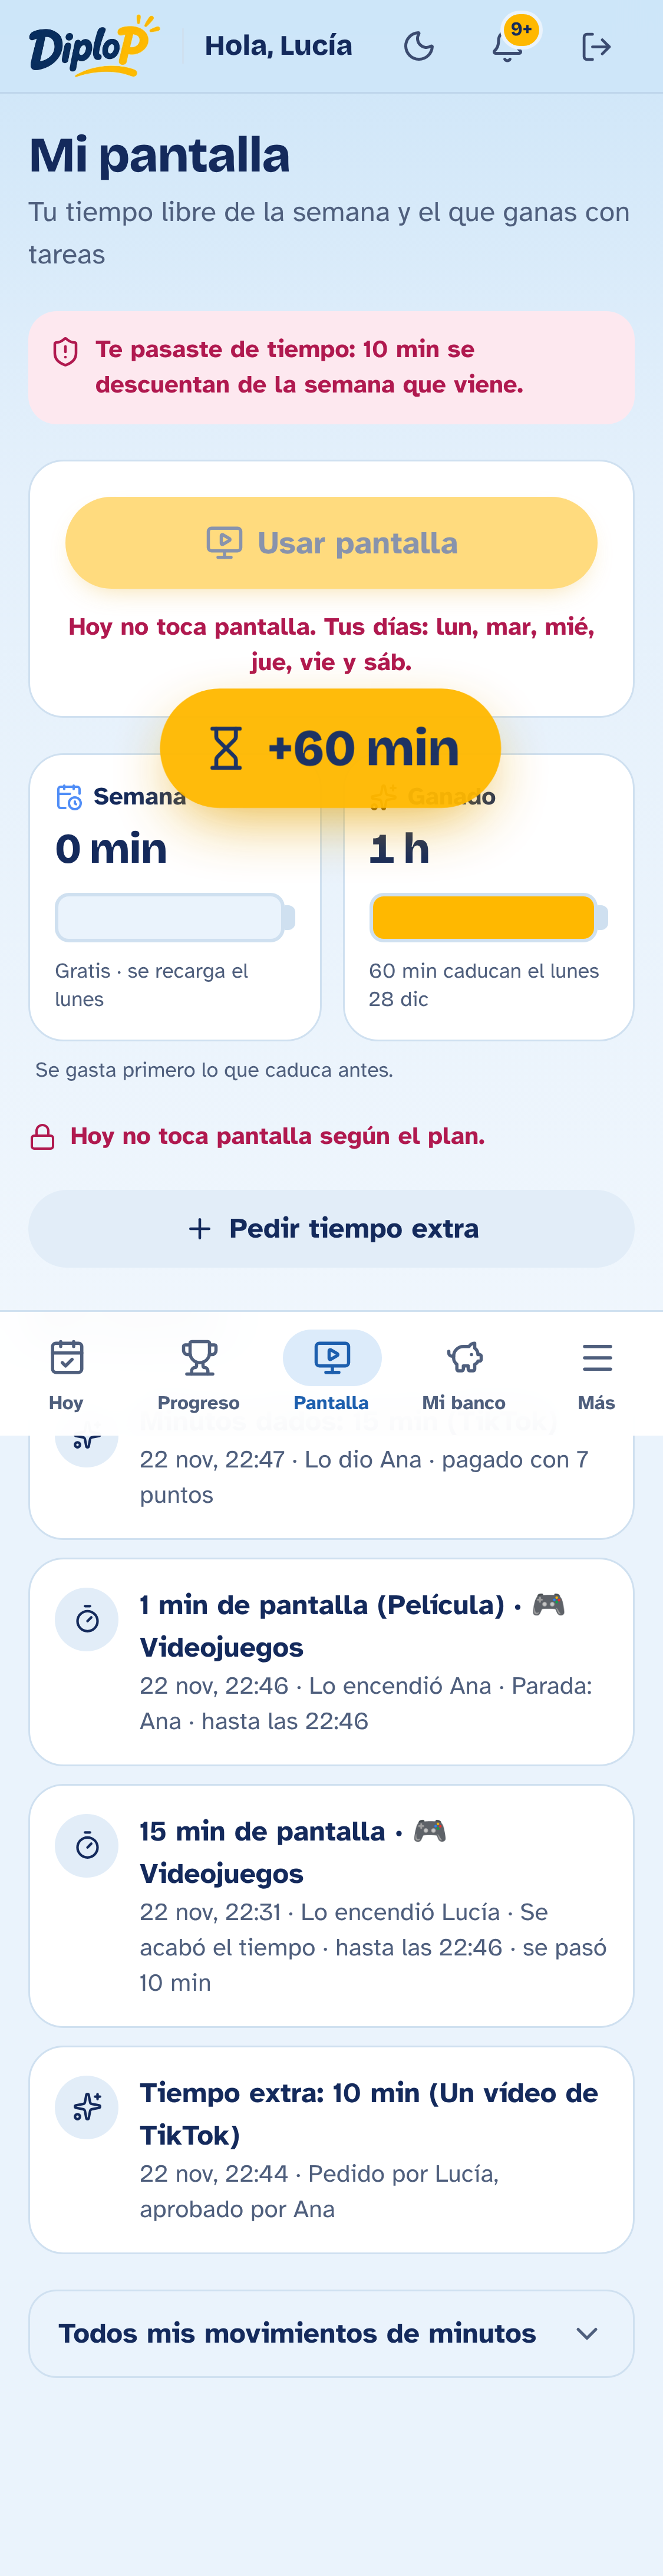 DiploP
Hola, Lucía
9+
Mi pantalla
Tu tiempo libre de la semana y el que ganas con
tareas
Te pasaste de tiempo: 10 min se
descuentan de la semana que viene.
Usar pantalla
Hoy no toca pantalla. Tus días: lun, mar, mié,
jue, vie y sáb.
+60 min
Semana
0 min
Gratis · se recarga el
lunes
Ganado
1 h
60 min caducan el lunes
28 dic
Se gasta primero lo que caduca antes.
Hoy no toca pantalla según el plan.
Pedir tiempo extra
Hoy
Progreso
Pantalla
Mi banco
Más
Minutos dados: 15 min (TikTok)
22 nov, 22:47 · Lo dio Ana · pagado con 7
puntos
1 min de pantalla (Película) · 🎮
Videojuegos
22 nov, 22:46 · Lo encendió Ana · Parada:
Ana · hasta las 22:46
15 min de pantalla · 🎮
Videojuegos
22 nov, 22:31 · Lo encendió Lucía · Se
acabó el tiempo · hasta las 22:46 · se pasó
10 min
Tiempo extra: 10 min (Un vídeo de
TikTok)
22 nov, 22:44 · Pedido por Lucía,
aprobado por Ana
Todos mis movimientos de minutos